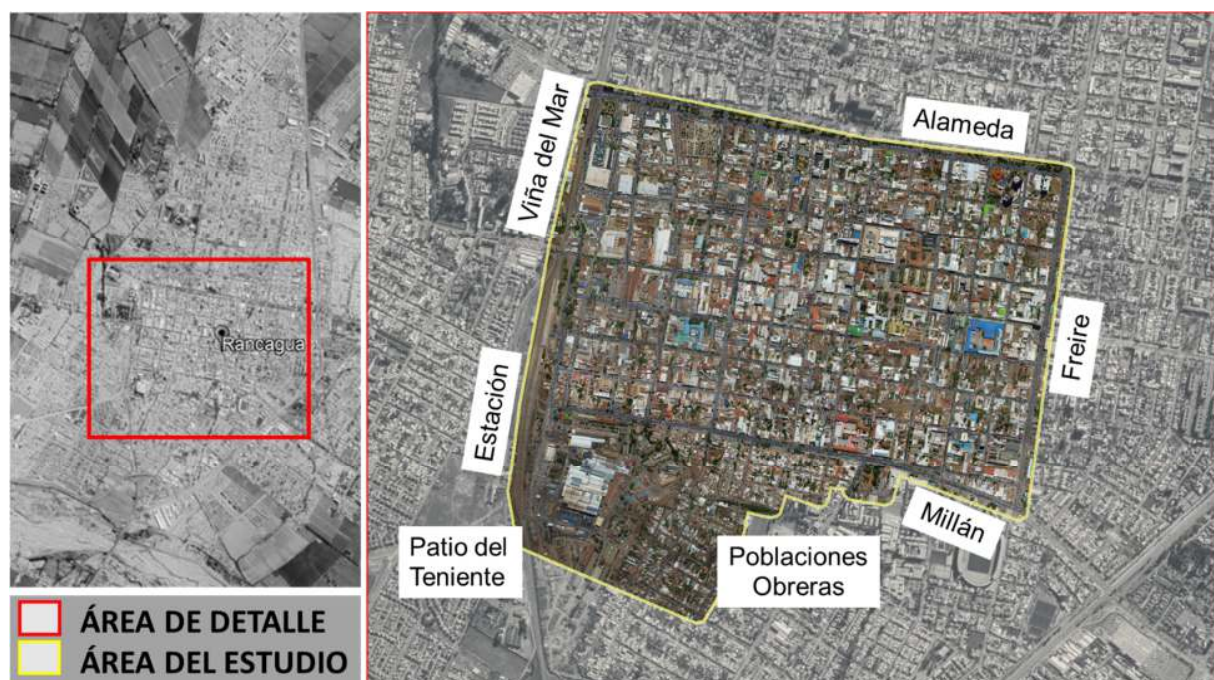 Rancagua
ÁREA DE DETALLE
ÁREA DEL ESTUDIO
Viña del Mar
Alameda
Estación
Freire
Patio del
Teniente
Poblaciones
Obreras
Millán